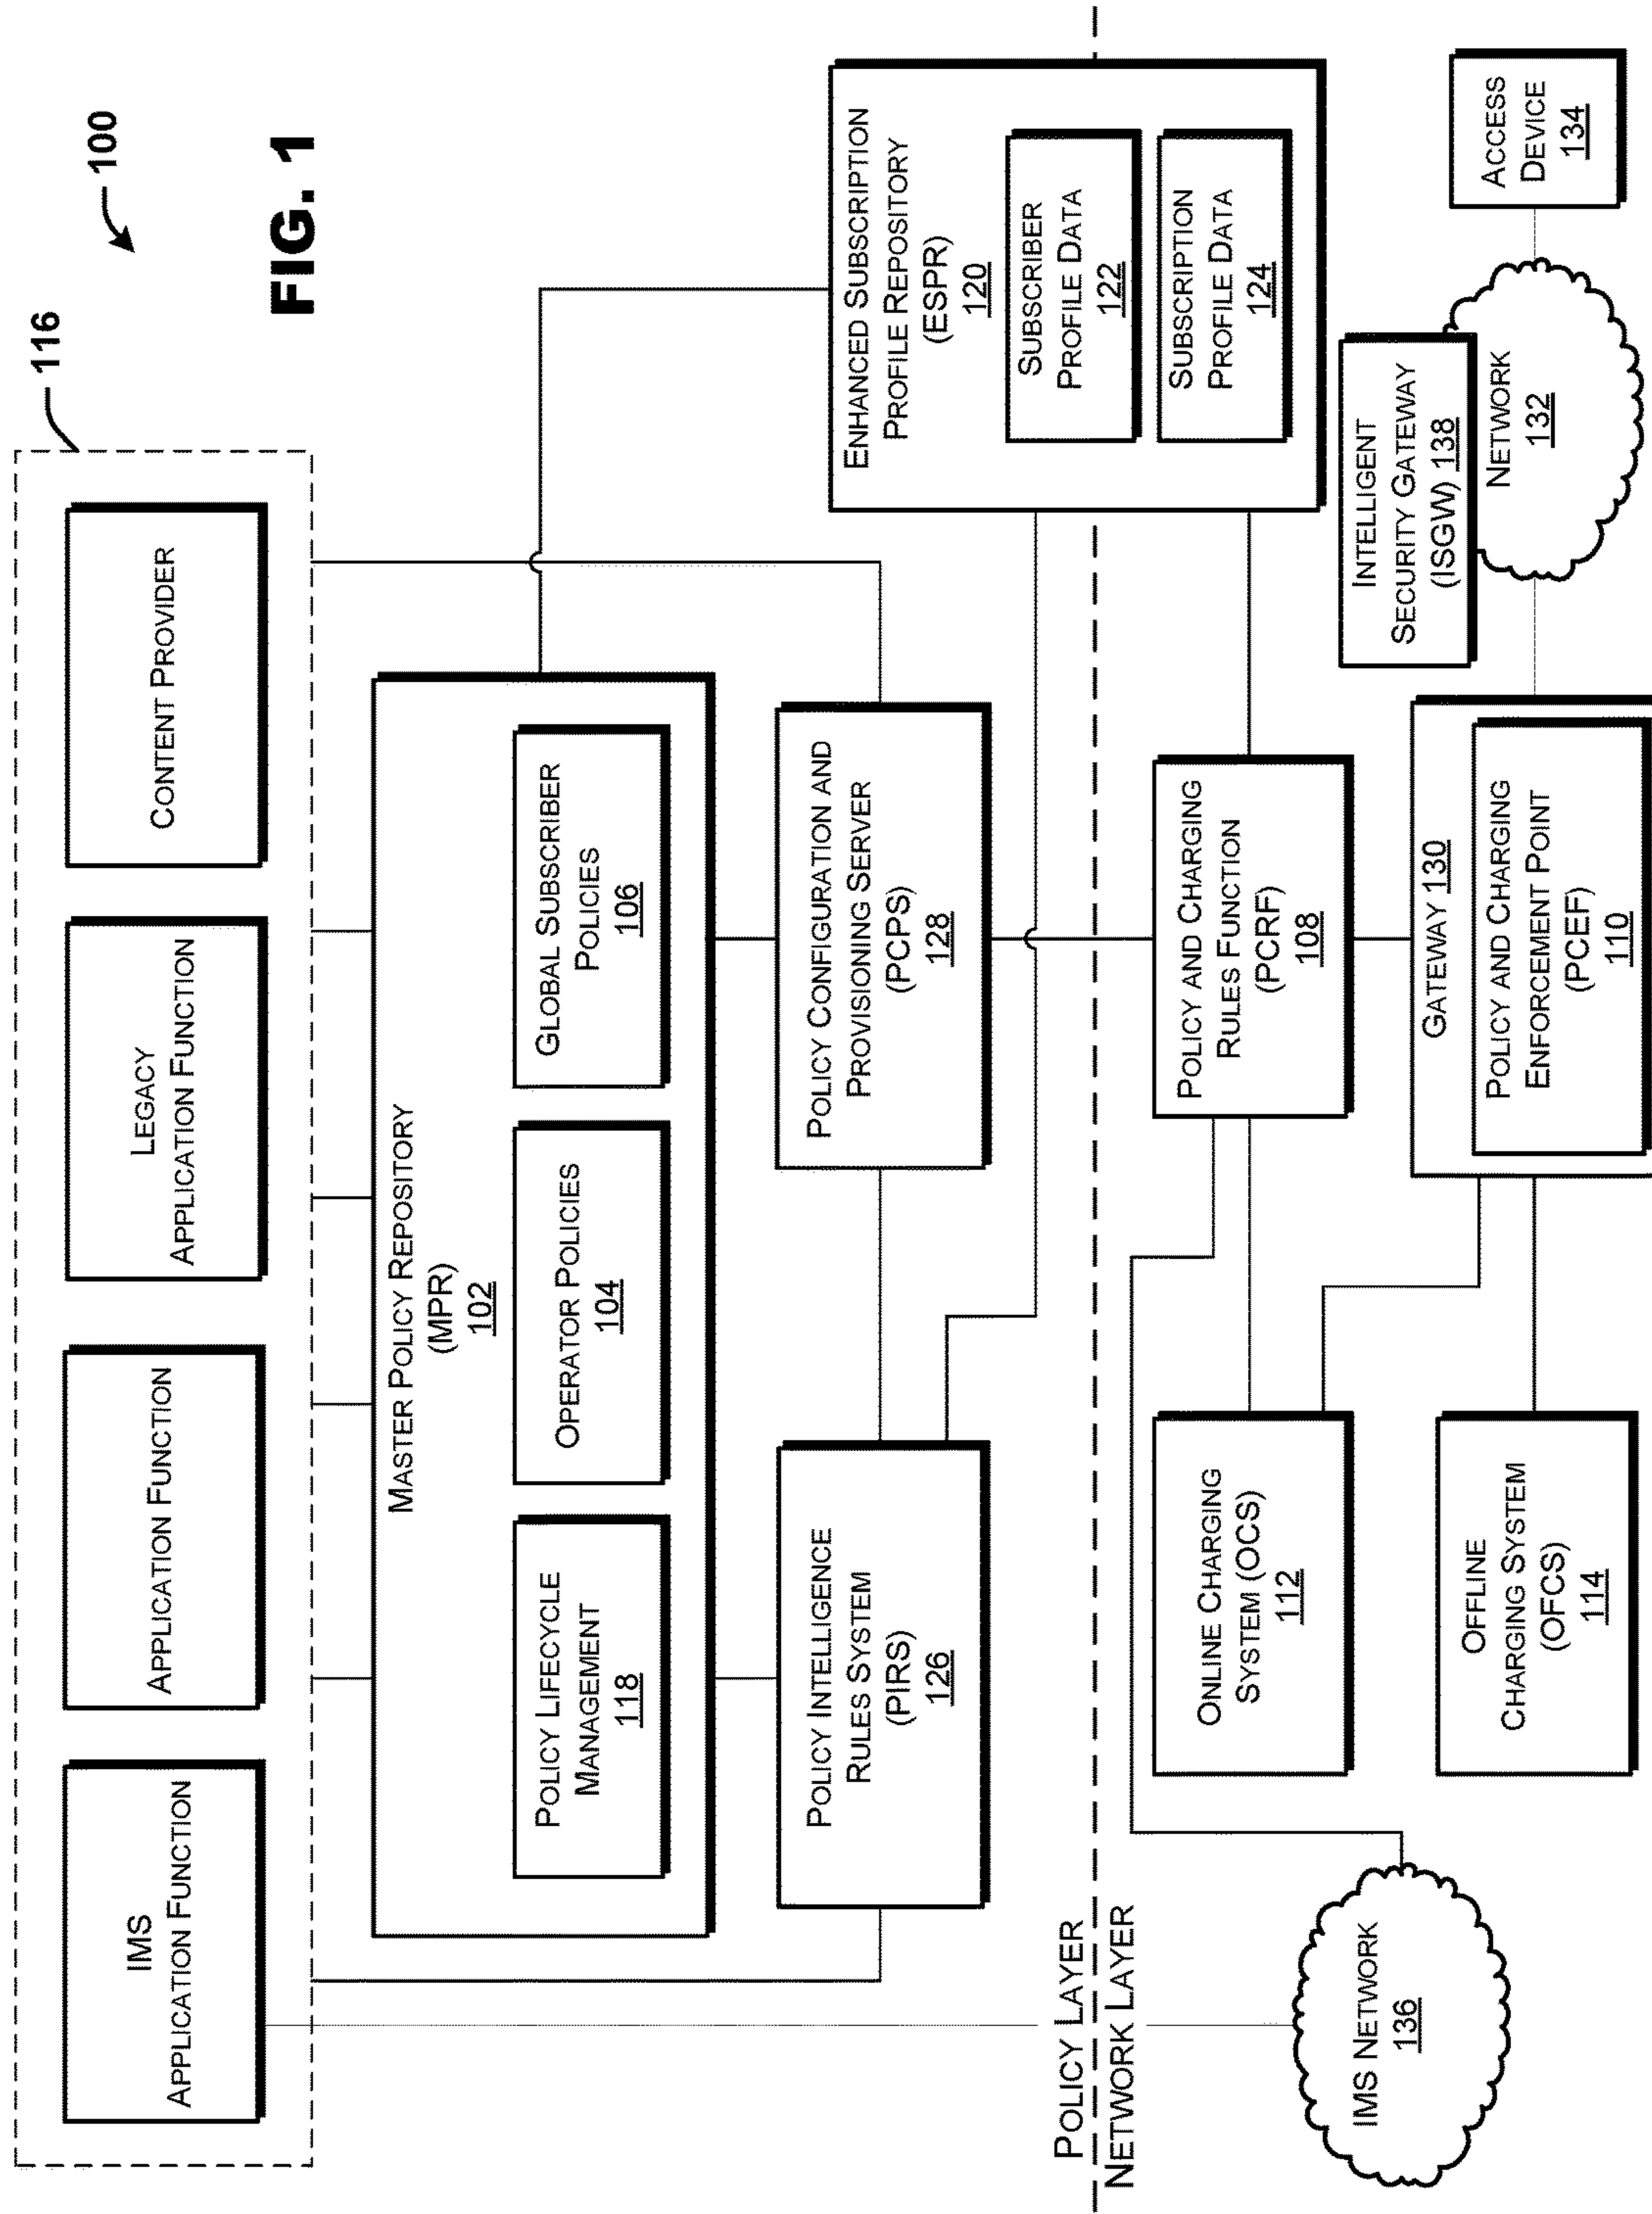 100
116
FIG. 1
IMS
APPLICATION FUNCTION
APPLICATION FUNCTION
LEGACY
APPLICATION FUNCTION
CONTENT PROVIDER
MASTER POLICY REPOSITORY
(MPR)
102
POLICY LIFECYCLE
MANAGEMENT
118
OPERATOR POLICIES
104
GLOBAL SUBSCRIBER
POLICIES
106
POLICY INTELLIGENCE
RULES SYSTEM
(PIRS)
126
POLICY CONFIGURATION AND
PROVISIONING SERVER
(PCPS)
128
ENHANCED SUBSCRIPTION
PROFILE REPOSITORY
(ESPR)
120
SUBSCRIBER
PROFILE DATA
122
SUBSCRIPTION
PROFILE DATA
124
POLICY LAYER
NETWORK LAYER
IMS NETWORK
136
ONLINE CHARGING
SYSTEM (OCS)
112
OFFLINE
CHARGING SYSTEM
(OFCS)
114
POLICY AND CHARGING
RULES FUNCTION
(PCRF)
108
GATEWAY 130
POLICY AND CHARGING
ENFORCEMENT POINT
(PCEF)
110
INTELLIGENT
SECURITY GATEWAY
(ISGW) 138
NETWORK
132
ACCESS
DEVICE
134